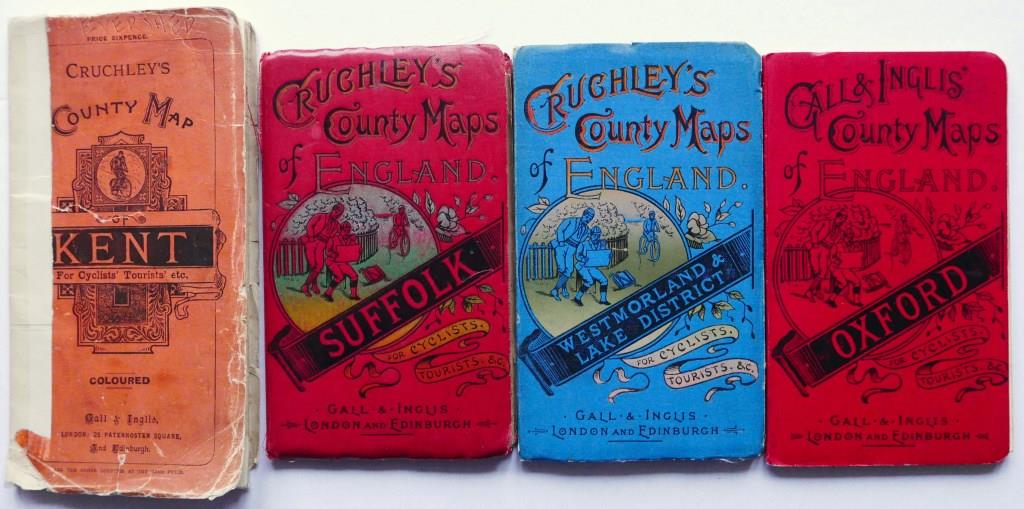 EVERSHED
PRICE SIXPENCE.
CRUCHLEY'S
COUNTY MAP
OF
KENT
For Cyclists' Tourists' etc.
COLOURED
Gall & Inglis,
LONDON: 25 PATERNOSTER SQUARE,
And Edinburgh.
CRUCHLEY'S
County Maps
of ENGLAND.
SUFFOLK
FOR CYCLISTS,
TOURISTS, &C.
GALL · & · INGLIS
LONDON AND EDINBURGH
CRUCHLEY'S
County Maps
of ENGLAND.
WESTMORLAND &
LAKE DISTRICT
FOR CYCLISTS,
TOURISTS, &C.
· GALL · & · INGLIS ·
LONDON AND EDINBURGH
GALL & INGLIS'
County Maps
of ENGLAND.
OXFORD
FOR CYCLISTS,
TOURISTS, &C.
GALL · & · INGLIS ·
LONDON AND EDINBURGH